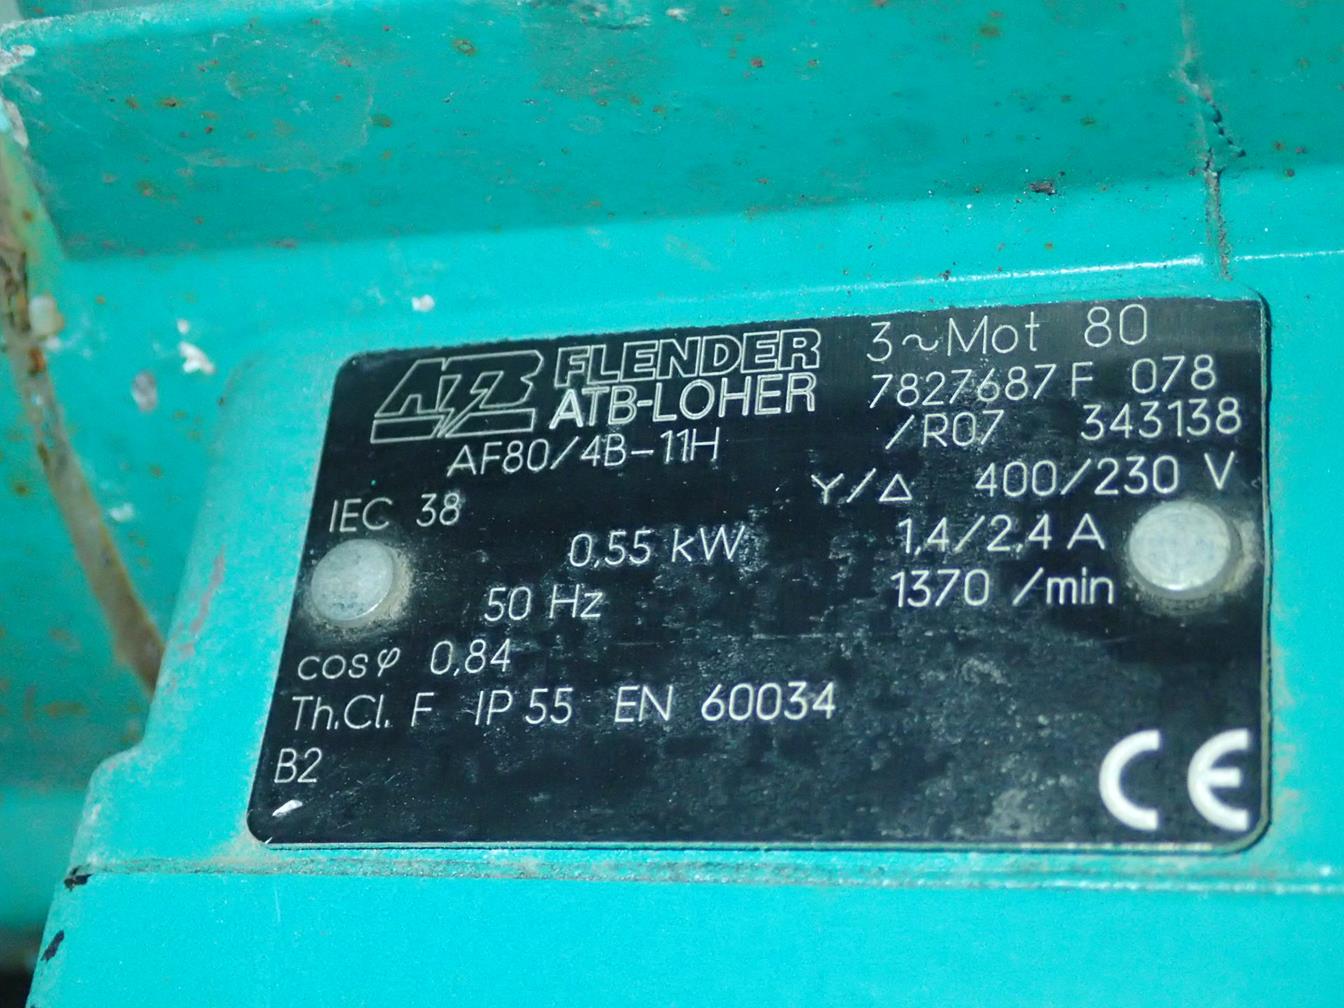 ATB FLENDER ATB-LOHER
3~Mot 80
7827687 F 078
AF80/4B-11H /R07 343138
IEC 38 Y/Δ 400/230 V
0,55 kW 1,4/2,4 A
50 Hz 1370 /min
cosφ 0,84
Th.Cl. F IP 55 EN 60034
B2
CE